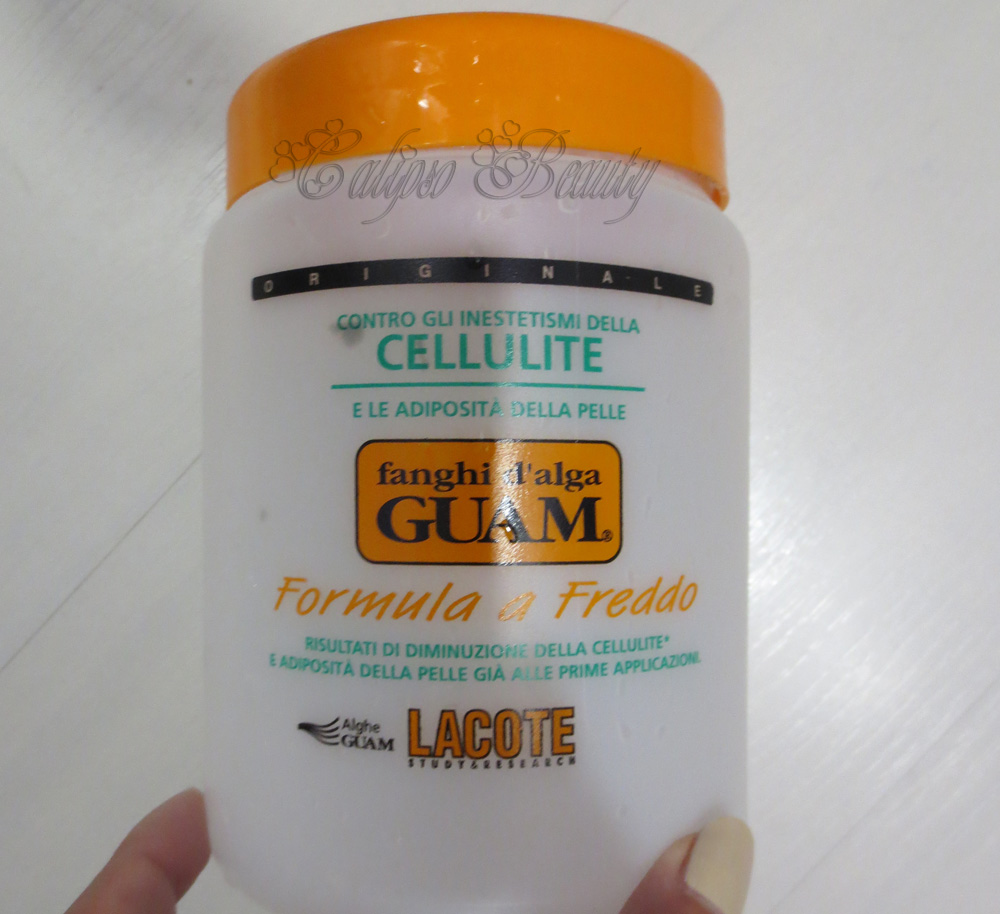 Calipso Beauty
ORIGINALE
CONTRO GLI INESTETISMI DELLA
CELLULITE
E LE ADIPOSITÀ DELLA PELLE
fanghi d'alga
GUAM®
Formula a Freddo
RISULTATI DI DIMINUZIONE DELLA CELLULITE*
E ADIPOSITÀ DELLA PELLE GIÀ ALLE PRIME APPLICAZIONI.
Alghe
GUAM
LACOTE
STUDY & RESEARCH